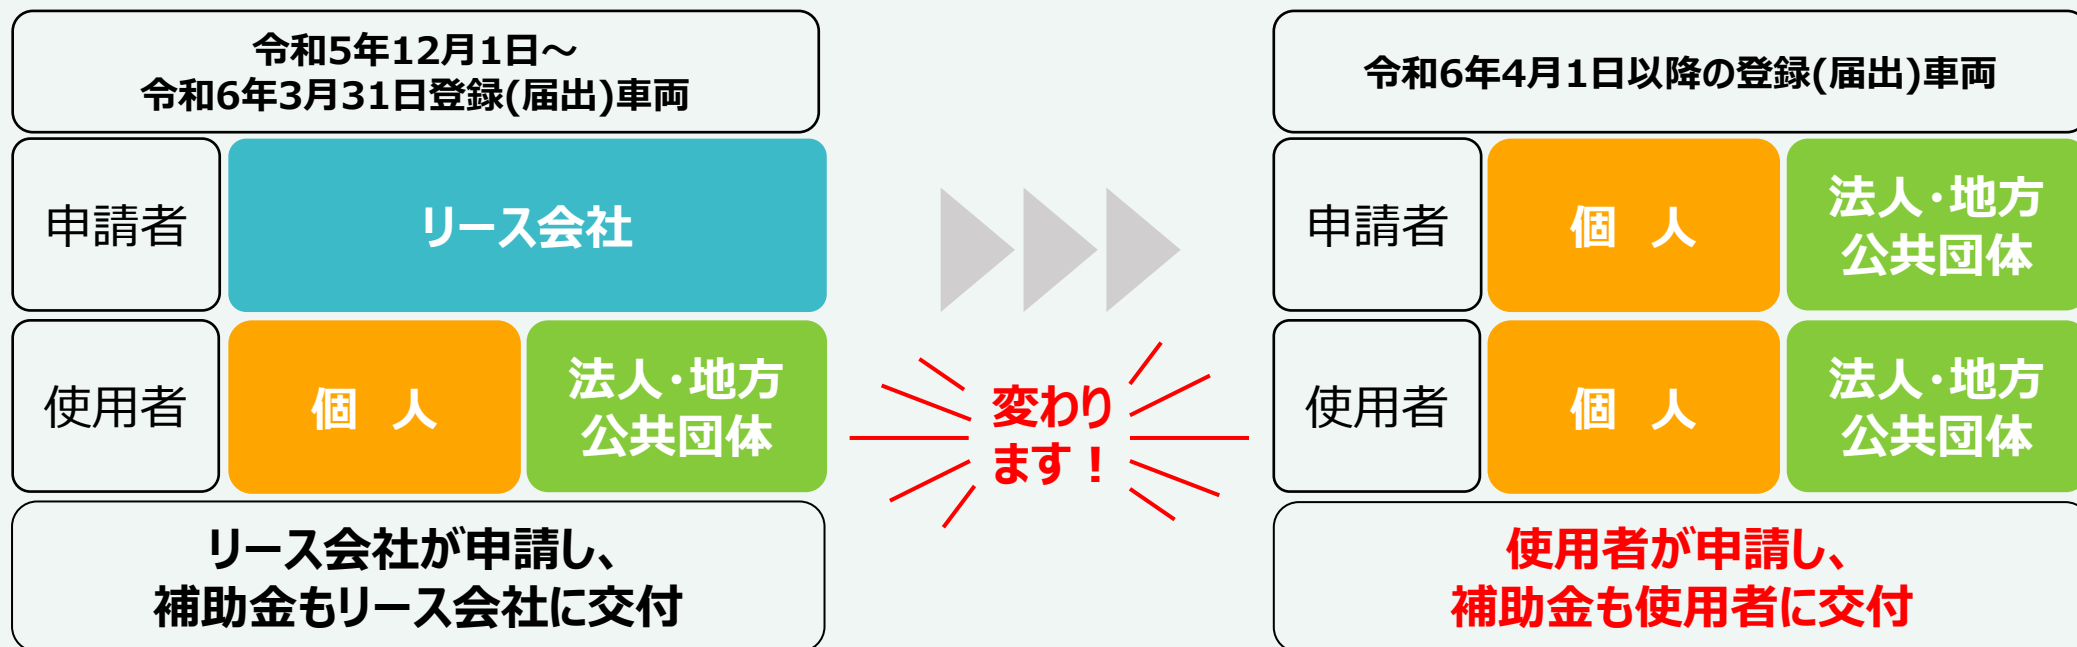 令和5年12月1日～
令和6年3月31日登録(届出)車両
申請者
リース会社
使用者
個　人
法人・地方
公共団体
リース会社が申請し、
補助金もリース会社に交付
変わり
ます！
令和6年4月1日以降の登録(届出)車両
申請者
個　人
法人・地方
公共団体
使用者
個　人
法人・地方
公共団体
使用者が申請し、
補助金も使用者に交付